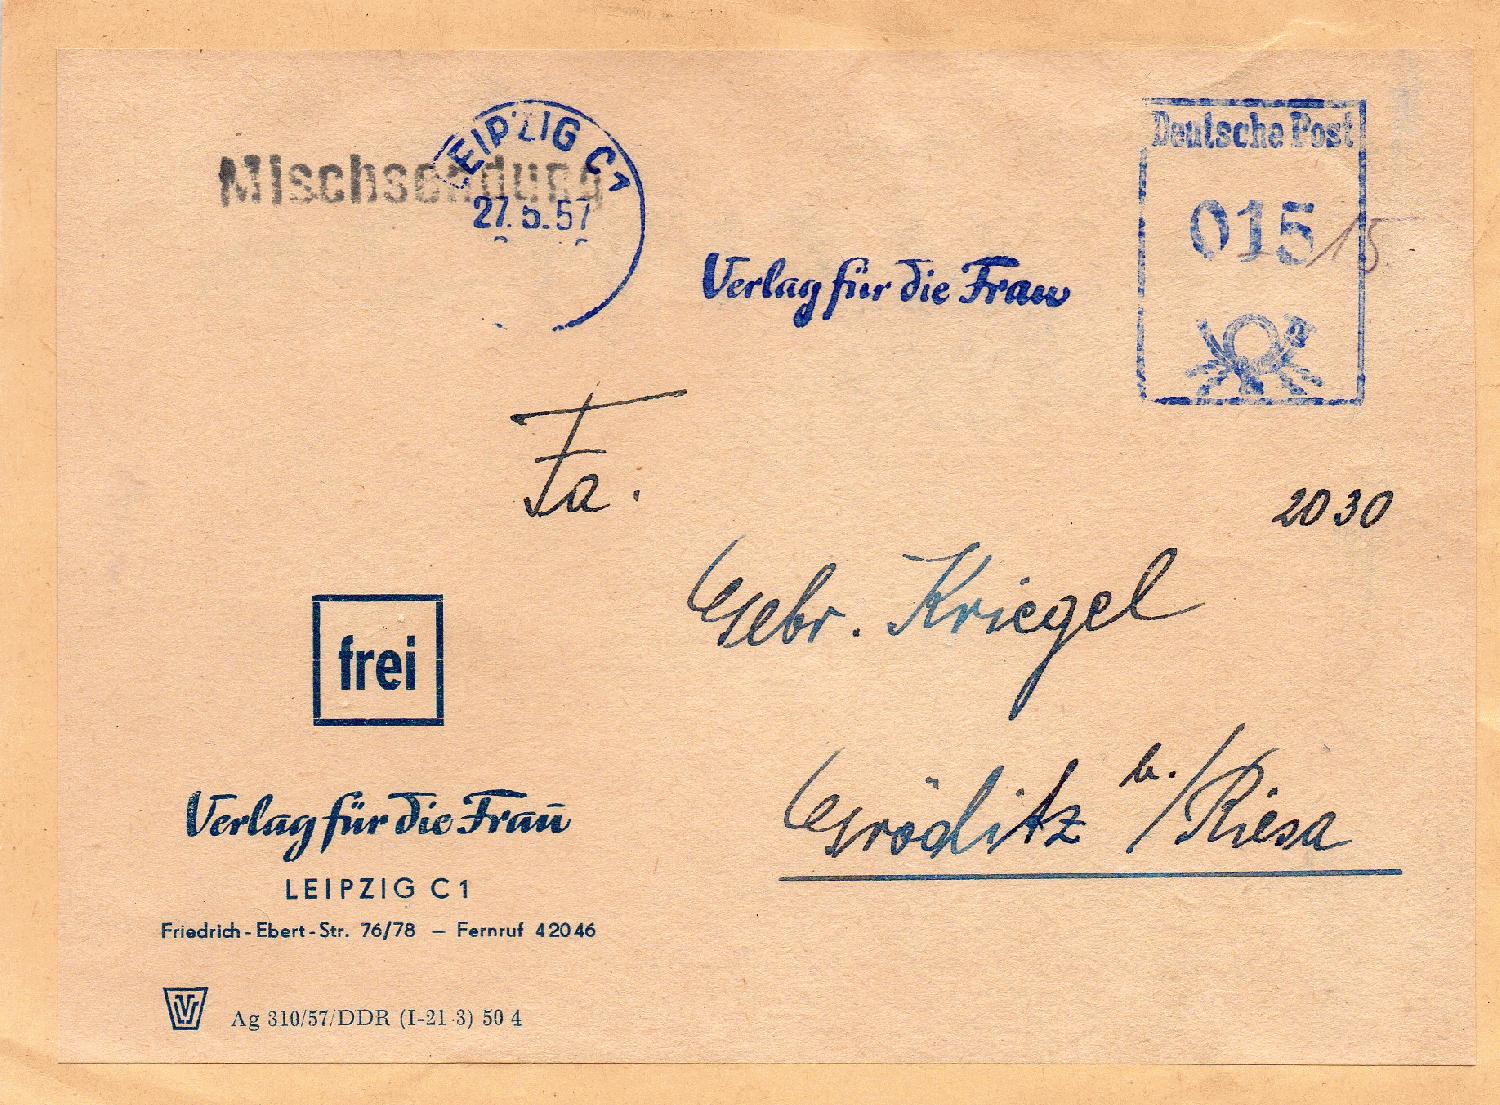 Mischsendung
LEIPZIG C1
27.5.57
Deutsche Post
015
15.
Verlag für die Frau
Fa.
2030
Gebr. Kriegel
frei
Gröditz b./Riesa
Verlag für die Frau
LEIPZIG C 1
Friedrich-Ebert-Str. 76/78 – Fernruf 42046
Ag 310/57/DDR (I-21-3) 50 4